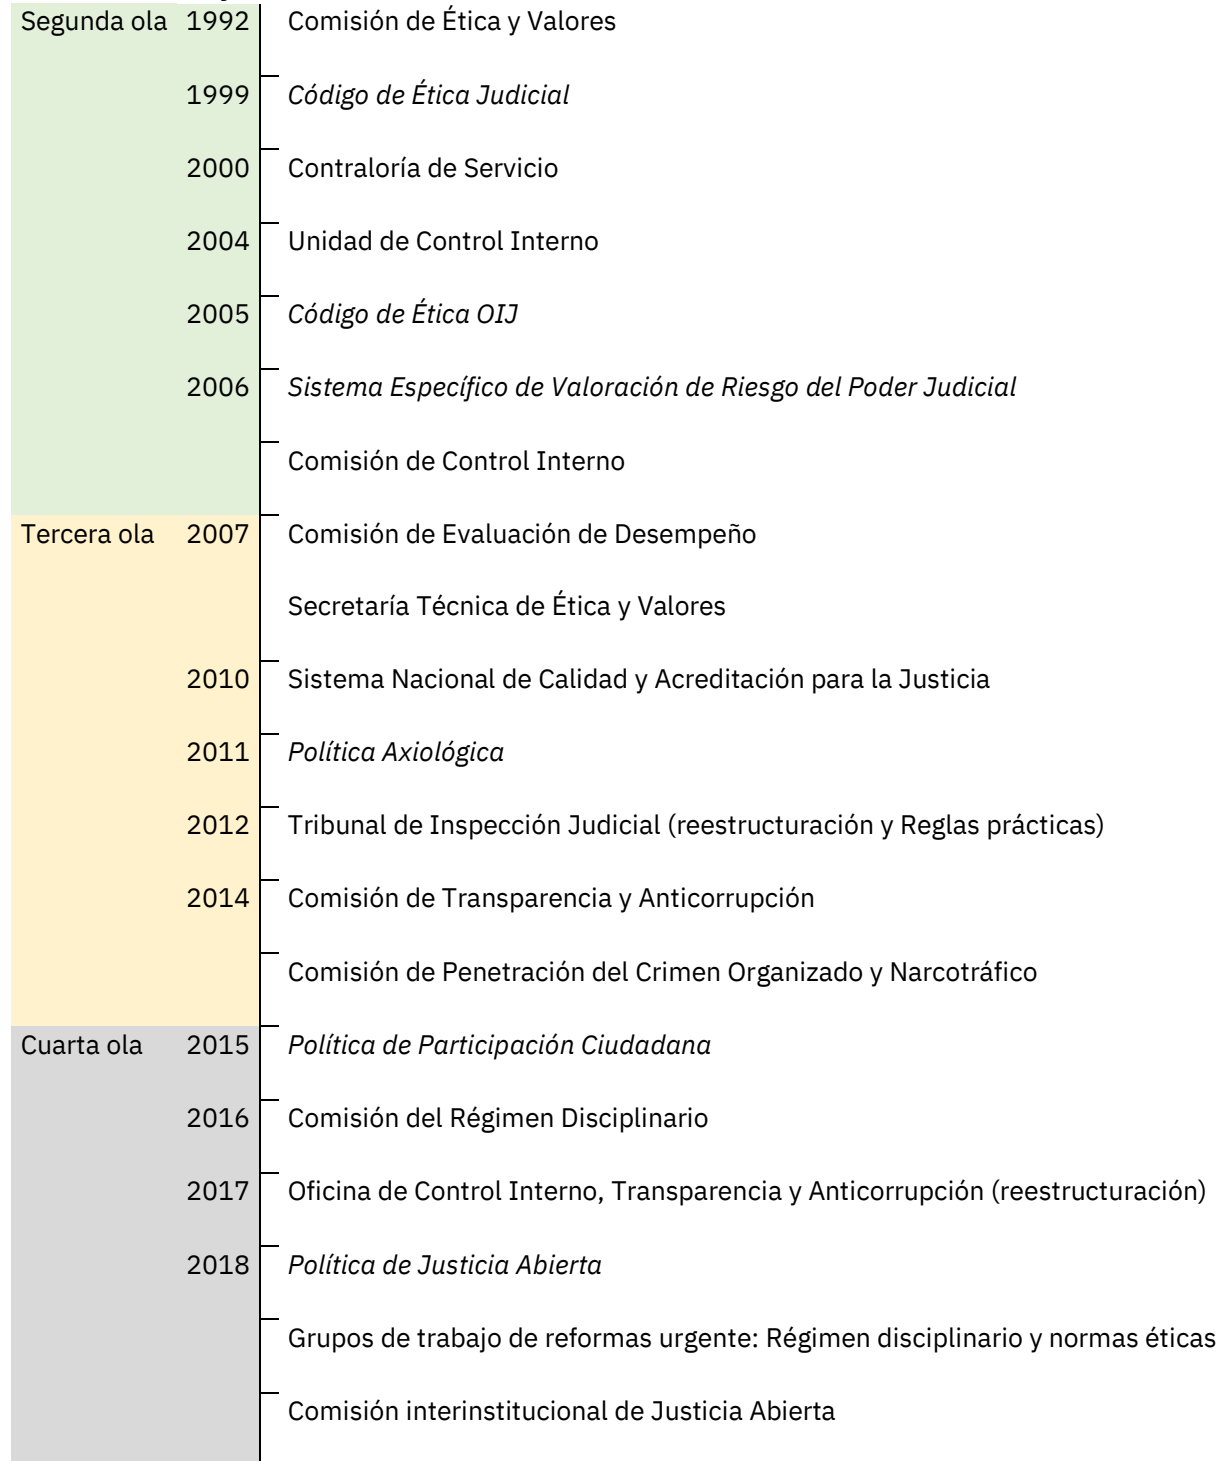 Segunda ola 1992 Comisión de Ética y Valores
1999 Código de Ética Judicial
2000 Contraloría de Servicio
2004 Unidad de Control Interno
2005 Código de Ética OIJ
2006 Sistema Específico de Valoración de Riesgo del Poder Judicial
Comisión de Control Interno
Tercera ola 2007 Comisión de Evaluación de Desempeño
Secretaría Técnica de Ética y Valores
2010 Sistema Nacional de Calidad y Acreditación para la Justicia
2011 Política Axiológica
2012 Tribunal de Inspección Judicial (reestructuración y Reglas prácticas)
2014 Comisión de Transparencia y Anticorrupción
Comisión de Penetración del Crimen Organizado y Narcotráfico
Cuarta ola 2015 Política de Participación Ciudadana
2016 Comisión del Régimen Disciplinario
2017 Oficina de Control Interno, Transparencia y Anticorrupción (reestructuración)
2018 Política de Justicia Abierta
Grupos de trabajo de reformas urgente: Régimen disciplinario y normas éticas
Comisión interinstitucional de Justicia Abierta